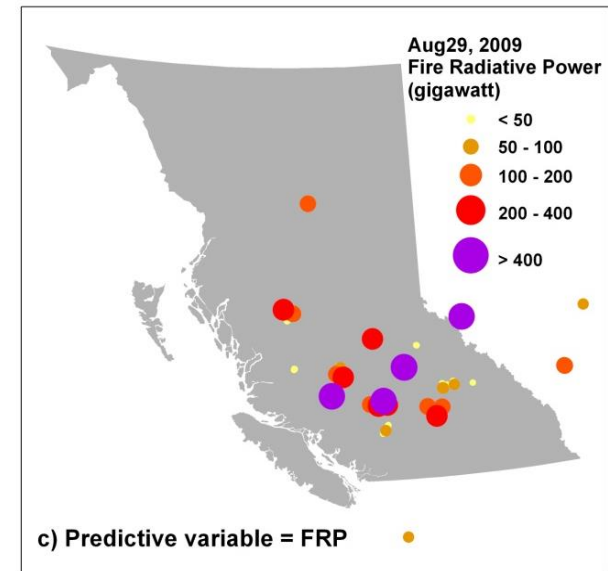 Aug29, 2009
Fire Radiative Power
(gigawatt)
< 50
50 - 100
100 - 200
200 - 400
> 400
c) Predictive variable = FRP